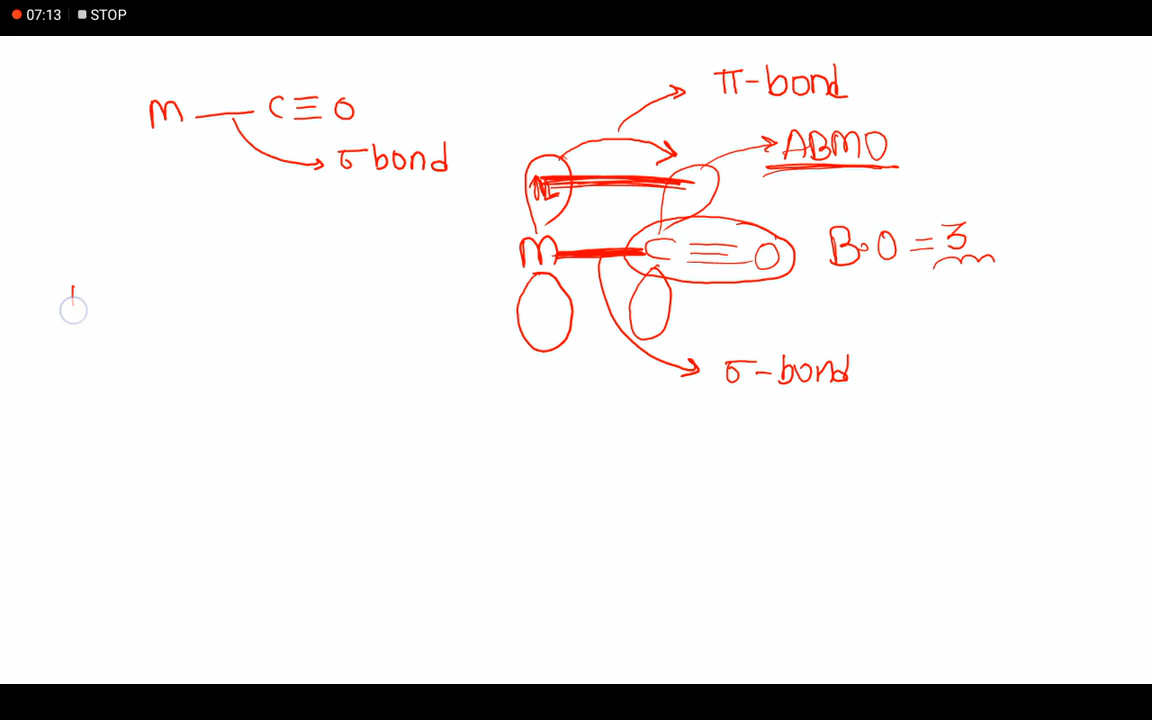 07:13 STOP
M — C ≡ O
σ bond
π-bond
ABMO
M — C ≡ O
B.O = 3
σ-bond